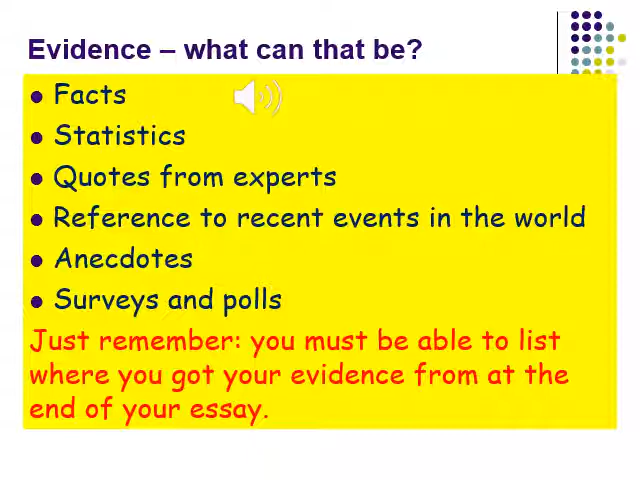 Evidence – what can that be?
Facts
Statistics
Quotes from experts
Reference to recent events in the world
Anecdotes
Surveys and polls
Just remember: you must be able to list
where you got your evidence from at the
end of your essay.